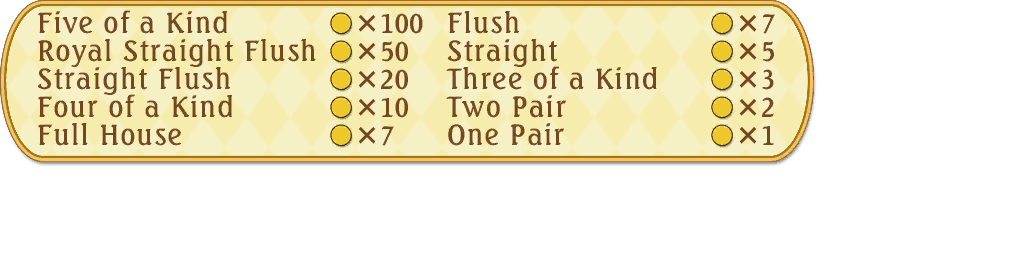 Five of a Kind ×100 Flush ×7
Royal Straight Flush ×50 Straight ×5
Straight Flush ×20 Three of a Kind ×3
Four of a Kind ×10 Two Pair ×2
Full House ×7 One Pair ×1